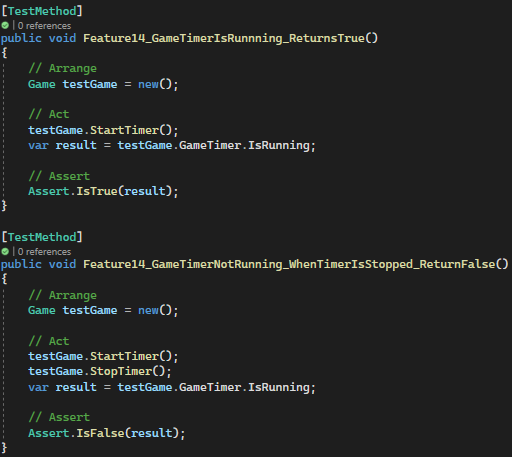 [TestMethod]
| 0 references
public void Feature14_GameTimerIsRunnning_ReturnsTrue()
{
// Arrange
Game testGame = new();
// Act
testGame.StartTimer();
var result = testGame.GameTimer.IsRunning;
// Assert
Assert.IsTrue(result);
}
[TestMethod]
| 0 references
public void Feature14_GameTimerNotRunning_WhenTimerIsStopped_ReturnFalse()
{
// Arrange
Game testGame = new();
// Act
testGame.StartTimer();
testGame.StopTimer();
var result = testGame.GameTimer.IsRunning;
// Assert
Assert.IsFalse(result);
}